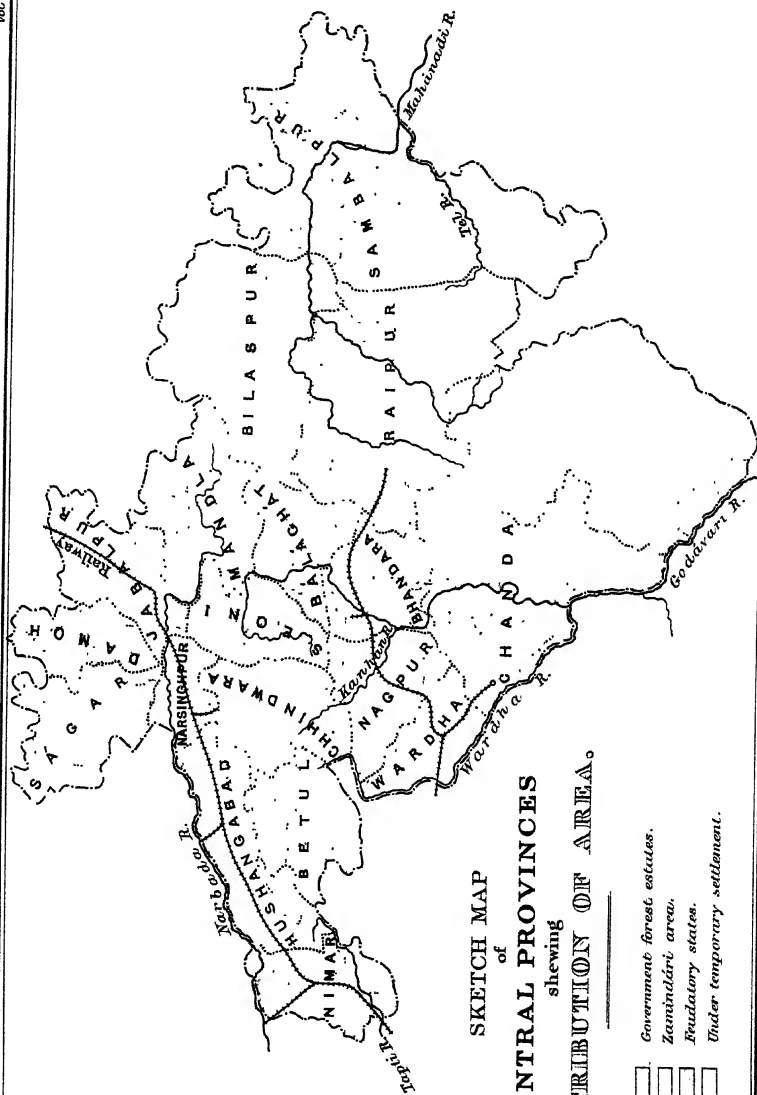 SAGAR
DAMOH
JABALPUR
Railway
NARSINGHPUR
MANDLA
BILASPUR
SAMBALPUR
Mahánadi R.
Tel R.
RAIPUR
BALAGHAT
SEONI
CHHINDWARA
Narbada R.
HUSHANGABAD
BETUL
NIMAR
Tapti R.
Kanhan R.
BHANDARA
NAGPUR
WARDHA
Wardha R.
CHANDA
Godávari R.
SKETCH MAP
of
NTRAL PROVINCES
shewing
TRIBUTION OF AREA.
Government forest estates.
Zamindári area.
Feudatory states.
Under temporary settlement.